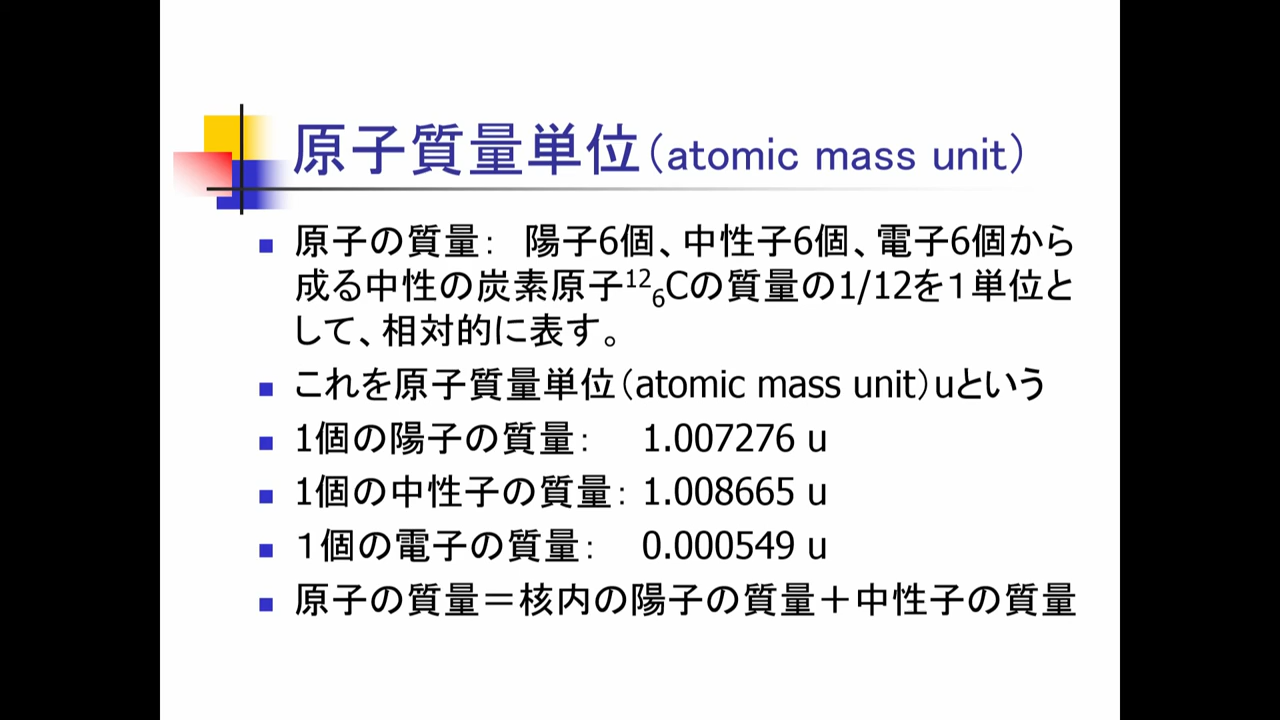 原子質量単位（atomic mass unit）
原子の質量：　陽子6個、中性子6個、電子6個から
成る中性の炭素原子¹²₆Cの質量の1/12を１単位と
して、相対的に表す。
これを原子質量単位（atomic mass unit）uという
1個の陽子の質量：　1.007276 u
1個の中性子の質量：1.008665 u
１個の電子の質量：　0.000549 u
原子の質量＝核内の陽子の質量＋中性子の質量